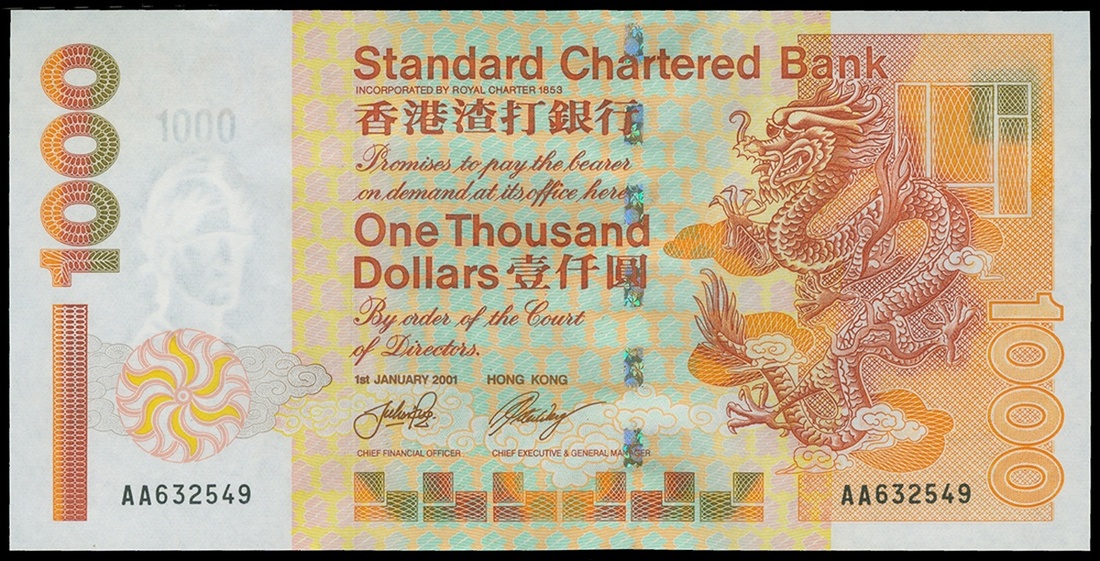 1000
1000
Standard Chartered Bank
INCORPORATED BY ROYAL CHARTER 1853
香港渣打銀行
Promises to pay the bearer
on demand at its office here
One Thousand
Dollars 壹仟圓
By order of the Court
of Directors.
1st JANUARY 2001 HONG KONG
CHIEF FINANCIAL OFFICER CHIEF EXECUTIVE & GENERAL MANAGER
AA632549 AA632549
1000